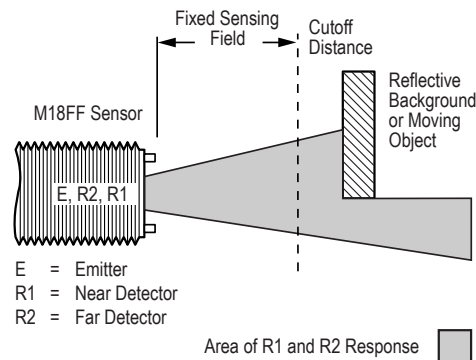 Fixed Sensing
Field
Cutoff
Distance
Reflective
Background
or Moving
Object
M18FF Sensor
E, R2, R1
E = Emitter
R1 = Near Detector
R2 = Far Detector
Area of R1 and R2 Response